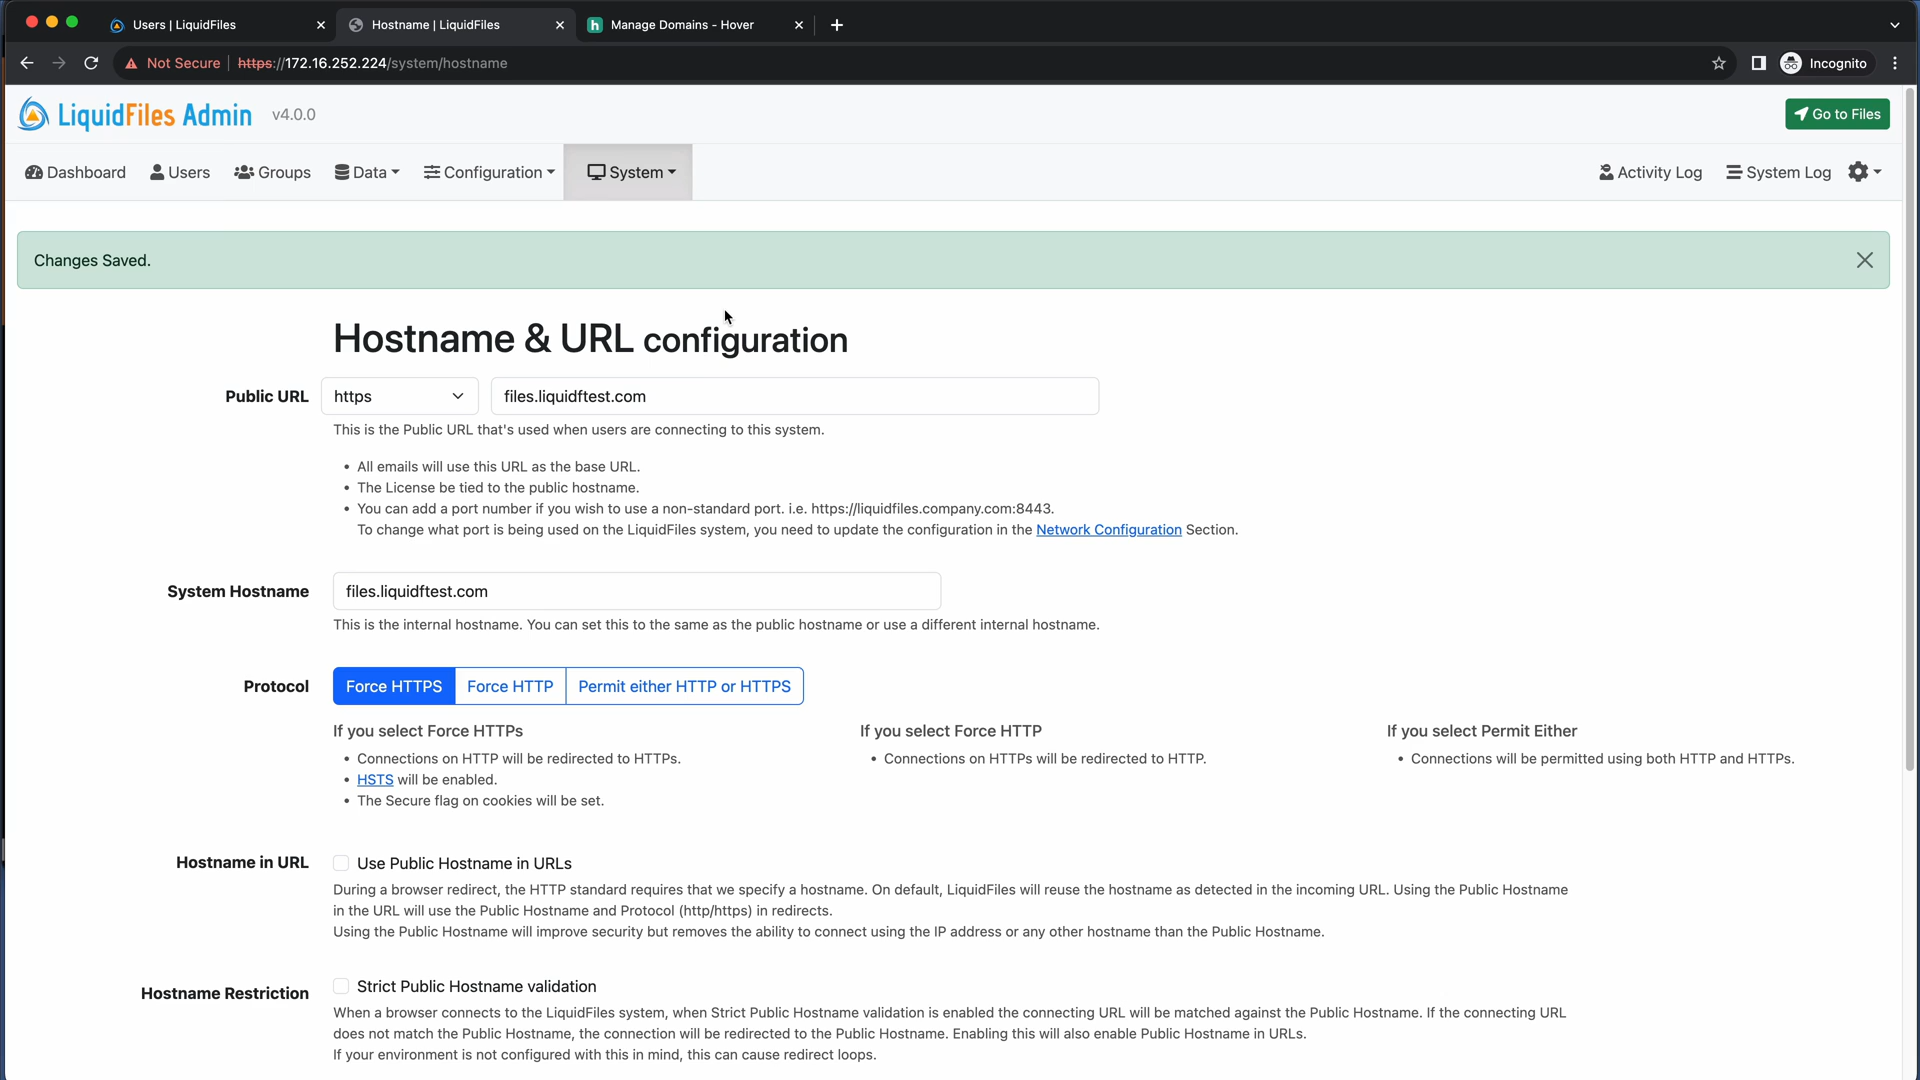 Users | LiquidFiles
Hostname | LiquidFiles
Manage Domains - Hover
Not Secure
https://172.16.252.224/system/hostname
Incognito
LiquidFiles Admin v4.0.0
Go to Files
Dashboard Users Groups Data Configuration System
Activity Log System Log
Changes Saved.
Hostname & URL configuration
Public URL https files.liquidftest.com
This is the Public URL that's used when users are connecting to this system.
• All emails will use this URL as the base URL.
• The License be tied to the public hostname.
• You can add a port number if you wish to use a non-standard port. i.e. https://liquidfiles.company.com:8443.
To change what port is being used on the LiquidFiles system, you need to update the configuration in the Network Configuration Section.
System Hostname files.liquidftest.com
This is the internal hostname. You can set this to the same as the public hostname or use a different internal hostname.
Protocol Force HTTPS Force HTTP Permit either HTTP or HTTPS
If you select Force HTTPs
• Connections on HTTP will be redirected to HTTPs.
• HSTS will be enabled.
• The Secure flag on cookies will be set.
If you select Force HTTP
• Connections on HTTPs will be redirected to HTTP.
If you select Permit Either
• Connections will be permitted using both HTTP and HTTPs.
Hostname in URL Use Public Hostname in URLs
During a browser redirect, the HTTP standard requires that we specify a hostname. On default, LiquidFiles will reuse the hostname as detected in the incoming URL. Using the Public Hostname
in the URL will use the Public Hostname and Protocol (http/https) in redirects.
Using the Public Hostname will improve security but removes the ability to connect using the IP address or any other hostname than the Public Hostname.
Hostname Restriction Strict Public Hostname validation
When a browser connects to the LiquidFiles system, when Strict Public Hostname validation is enabled the connecting URL will be matched against the Public Hostname. If the connecting URL
does not match the Public Hostname, the connection will be redirected to the Public Hostname. Enabling this will also enable Public Hostname in URLs.
If your environment is not configured with this in mind, this can cause redirect loops.